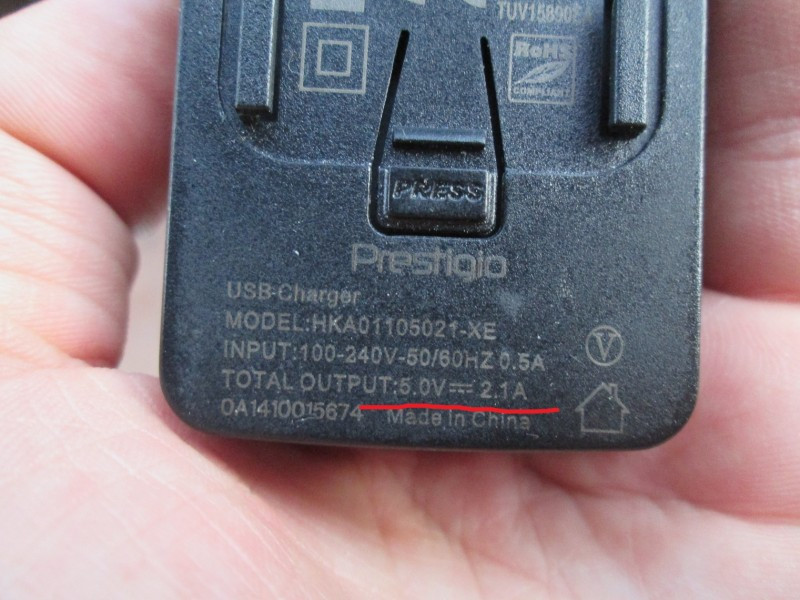 RoHS
COMPLIANT
PRESS
Prestigio
USB-Charger
MODEL:HKA01105021-XE
INPUT:100-240V-50/60HZ 0.5A
TOTAL OUTPUT:5.0V⎓2.1A
0A1410015674 Made in China
V